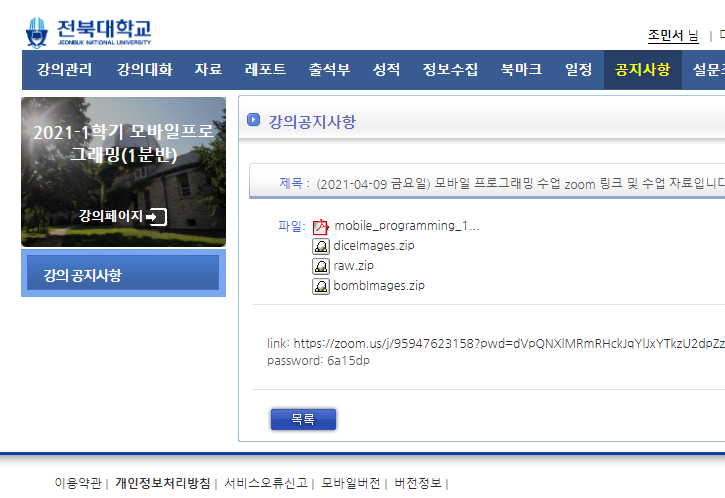 전북대학교
JEONBUK NATIONAL UNIVERSITY
조민서 님 |
강의관리 강의대화 자료 레포트 출석부 성적 정보수집 북마크 일정 공지사항 설문조
2021-1학기 모바일프로
그래밍(1분반)
강의페이지
강의 공지사항
강의공지사항
제목 : (2021-04-09 금요일) 모바일 프로그래밍 수업 zoom 링크 및 수업 자료입니다
파일: mobile_programming_1...
diceImages.zip
raw.zip
bombImages.zip
link: https://zoom.us/j/95947623158?pwd=dVpQNXlMRmRHckJqYlJxYTkzU2dpZz
password: 6a15dp
목록
이용약관 | 개인정보처리방침 | 서비스오류신고 | 모바일버전 | 버전정보 |